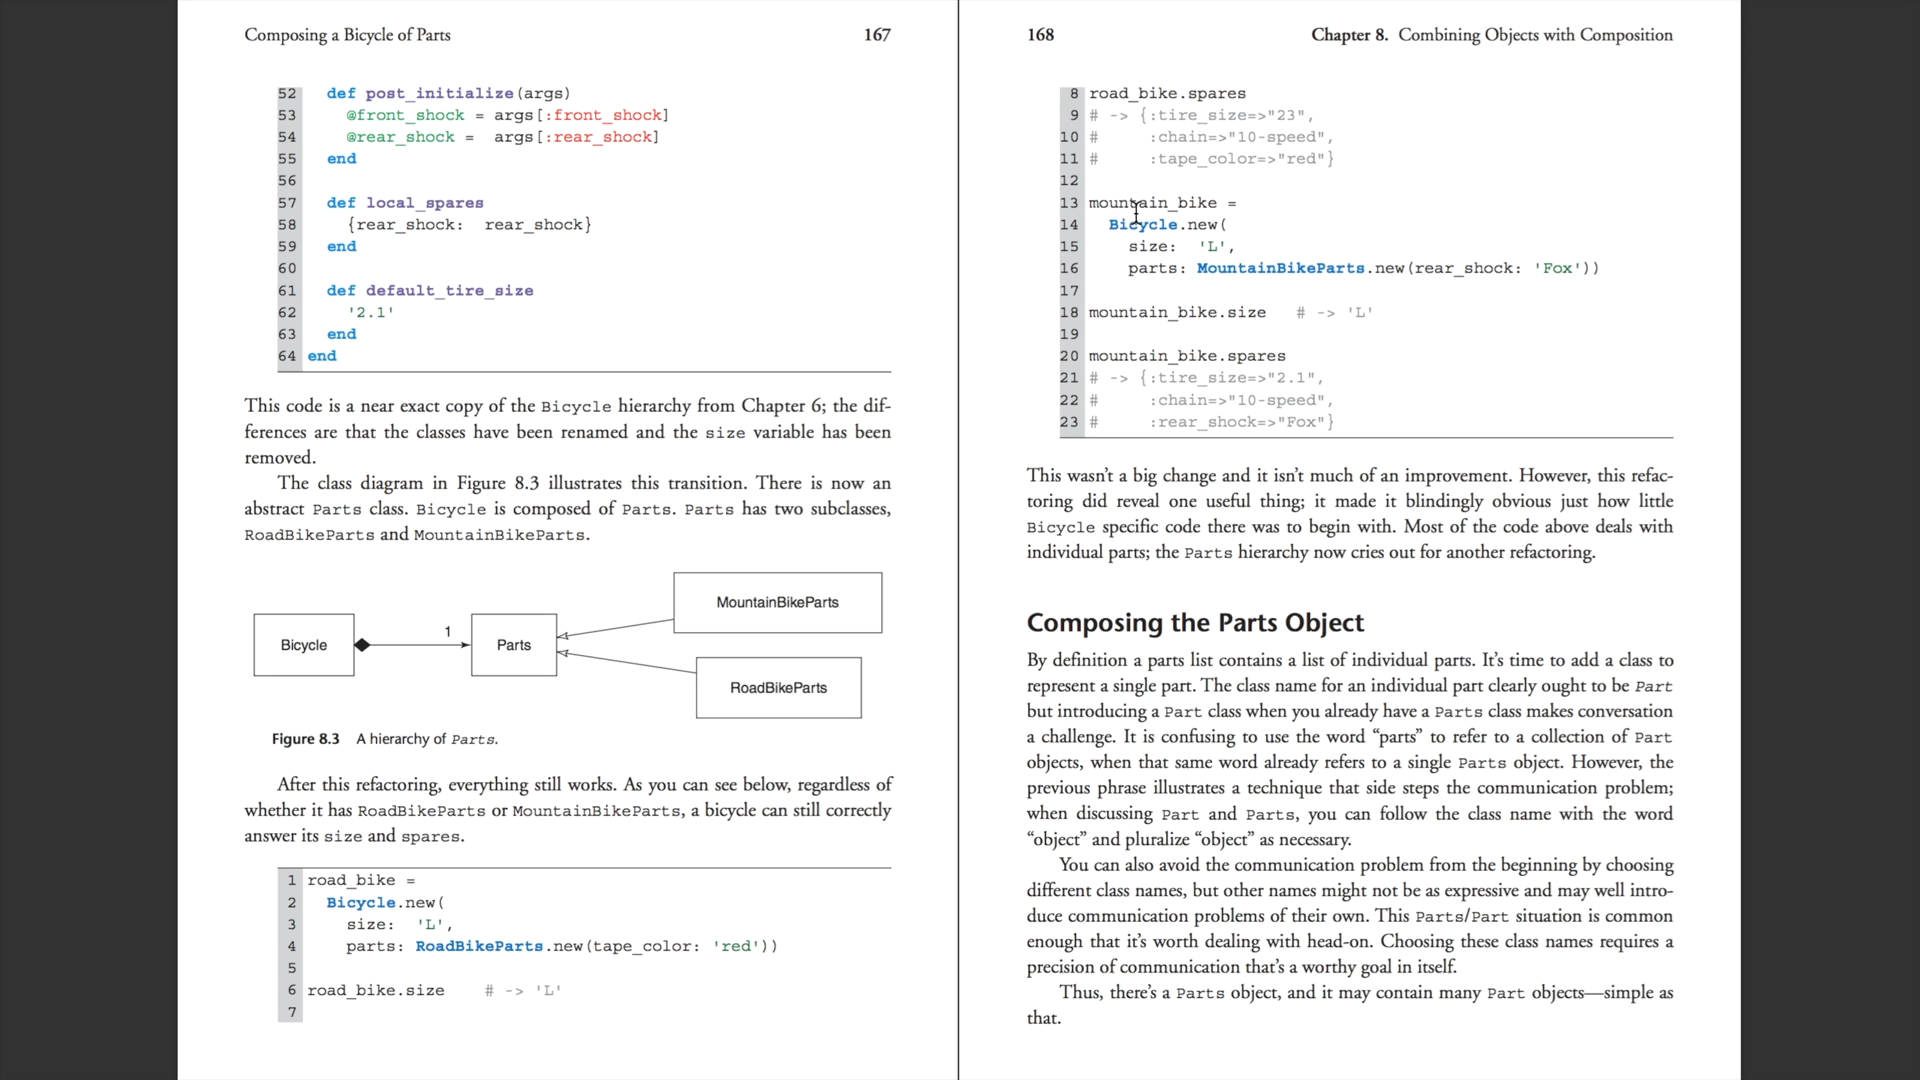 Composing a Bicycle of Parts 167
52 def post_initialize(args)
53 @front_shock = args[:front_shock]
54 @rear_shock =  args[:rear_shock]
55 end
56
57 def local_spares
58 {rear_shock:  rear_shock}
59 end
60
61 def default_tire_size
62 '2.1'
63 end
64 end
This code is a near exact copy of the Bicycle hierarchy from Chapter 6; the dif-
ferences are that the classes have been renamed and the size variable has been
removed.
The class diagram in Figure 8.3 illustrates this transition. There is now an
abstract Parts class. Bicycle is composed of Parts. Parts has two subclasses,
RoadBikeParts and MountainBikeParts.
MountainBikeParts
Bicycle 1 Parts
RoadBikeParts
Figure 8.3 A hierarchy of Parts.
After this refactoring, everything still works. As you can see below, regardless of
whether it has RoadBikeParts or MountainBikeParts, a bicycle can still correctly
answer its size and spares.
1 road_bike =
2 Bicycle.new(
3 size:  'L',
4 parts: RoadBikeParts.new(tape_color: 'red'))
5
6 road_bike.size    # -> 'L'
7
168 Chapter 8. Combining Objects with Composition
8 road_bike.spares
9 # -> {:tire_size=>"23",
10 #     :chain=>"10-speed",
11 #     :tape_color=>"red"}
12
13 mountain_bike =
14 Bicycle.new(
15 size:  'L',
16 parts: MountainBikeParts.new(rear_shock: 'Fox'))
17
18 mountain_bike.size   # -> 'L'
19
20 mountain_bike.spares
21 # -> {:tire_size=>"2.1",
22 #     :chain=>"10-speed",
23 #     :rear_shock=>"Fox"}
This wasn't a big change and it isn't much of an improvement. However, this refac-
toring did reveal one useful thing; it made it blindingly obvious just how little
Bicycle specific code there was to begin with. Most of the code above deals with
individual parts; the Parts hierarchy now cries out for another refactoring.
Composing the Parts Object
By definition a parts list contains a list of individual parts. It's time to add a class to
represent a single part. The class name for an individual part clearly ought to be Part
but introducing a Part class when you already have a Parts class makes conversation
a challenge. It is confusing to use the word “parts” to refer to a collection of Part
objects, when that same word already refers to a single Parts object. However, the
previous phrase illustrates a technique that side steps the communication problem;
when discussing Part and Parts, you can follow the class name with the word
“object” and pluralize “object” as necessary.
You can also avoid the communication problem from the beginning by choosing
different class names, but other names might not be as expressive and may well intro-
duce communication problems of their own. This Parts/Part situation is common
enough that it's worth dealing with head-on. Choosing these class names requires a
precision of communication that's a worthy goal in itself.
Thus, there's a Parts object, and it may contain many Part objects—simple as
that.